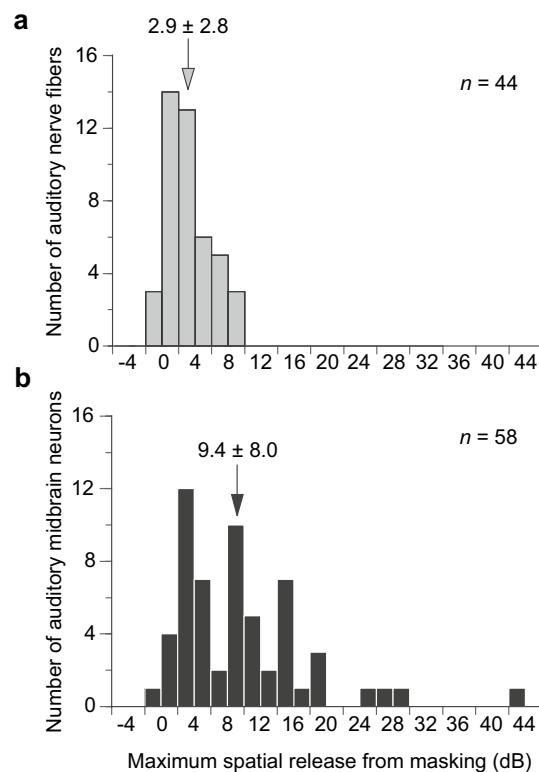 a
2.9 ± 2.8
n = 44
Number of auditory nerve fibers
16
12
8
4
0
-4 0 4 8 12 16 20 24 28 32 36 40 44
b
9.4 ± 8.0
n = 58
Number of auditory midbrain neurons
16
12
8
4
0
-4 0 4 8 12 16 20 24 28 32 36 40 44
Maximum spatial release from masking (dB)